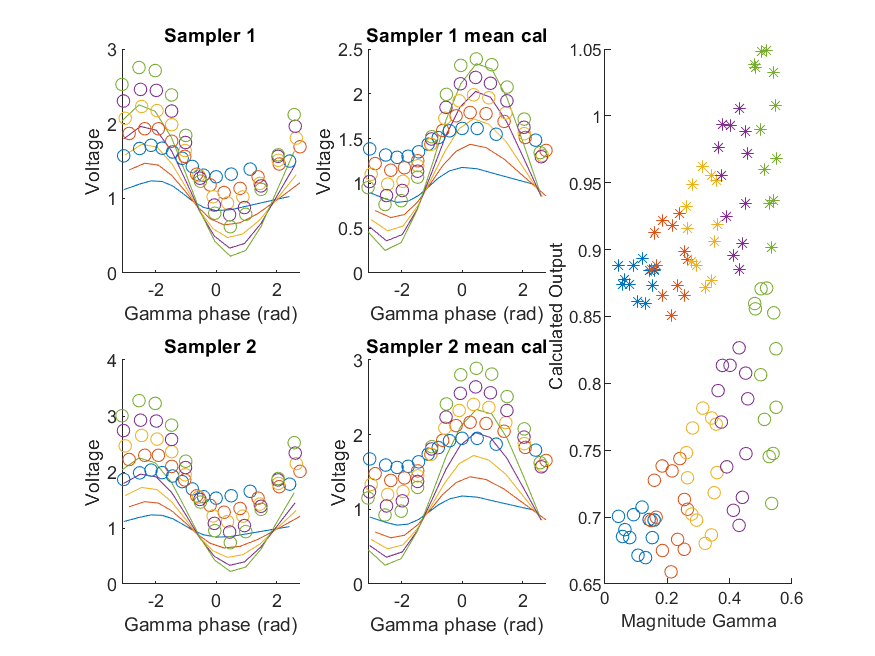 Sampler 1
3
2
1
0
Voltage
-2 0 2
Gamma phase (rad)
Sampler 1 mean cal
2.5
2
1.5
1
0.5
0
Voltage
-2 0 2
Gamma phase (rad)
Sampler 2
4
3
2
1
0
Voltage
-2 0 2
Gamma phase (rad)
Sampler 2 mean cal
3
2
1
0
Voltage
-2 0 2
Gamma phase (rad)
1.05
1
0.95
0.9
0.85
0.8
0.75
0.7
0.65
Calculated Output
0 0.2 0.4 0.6
Magnitude Gamma